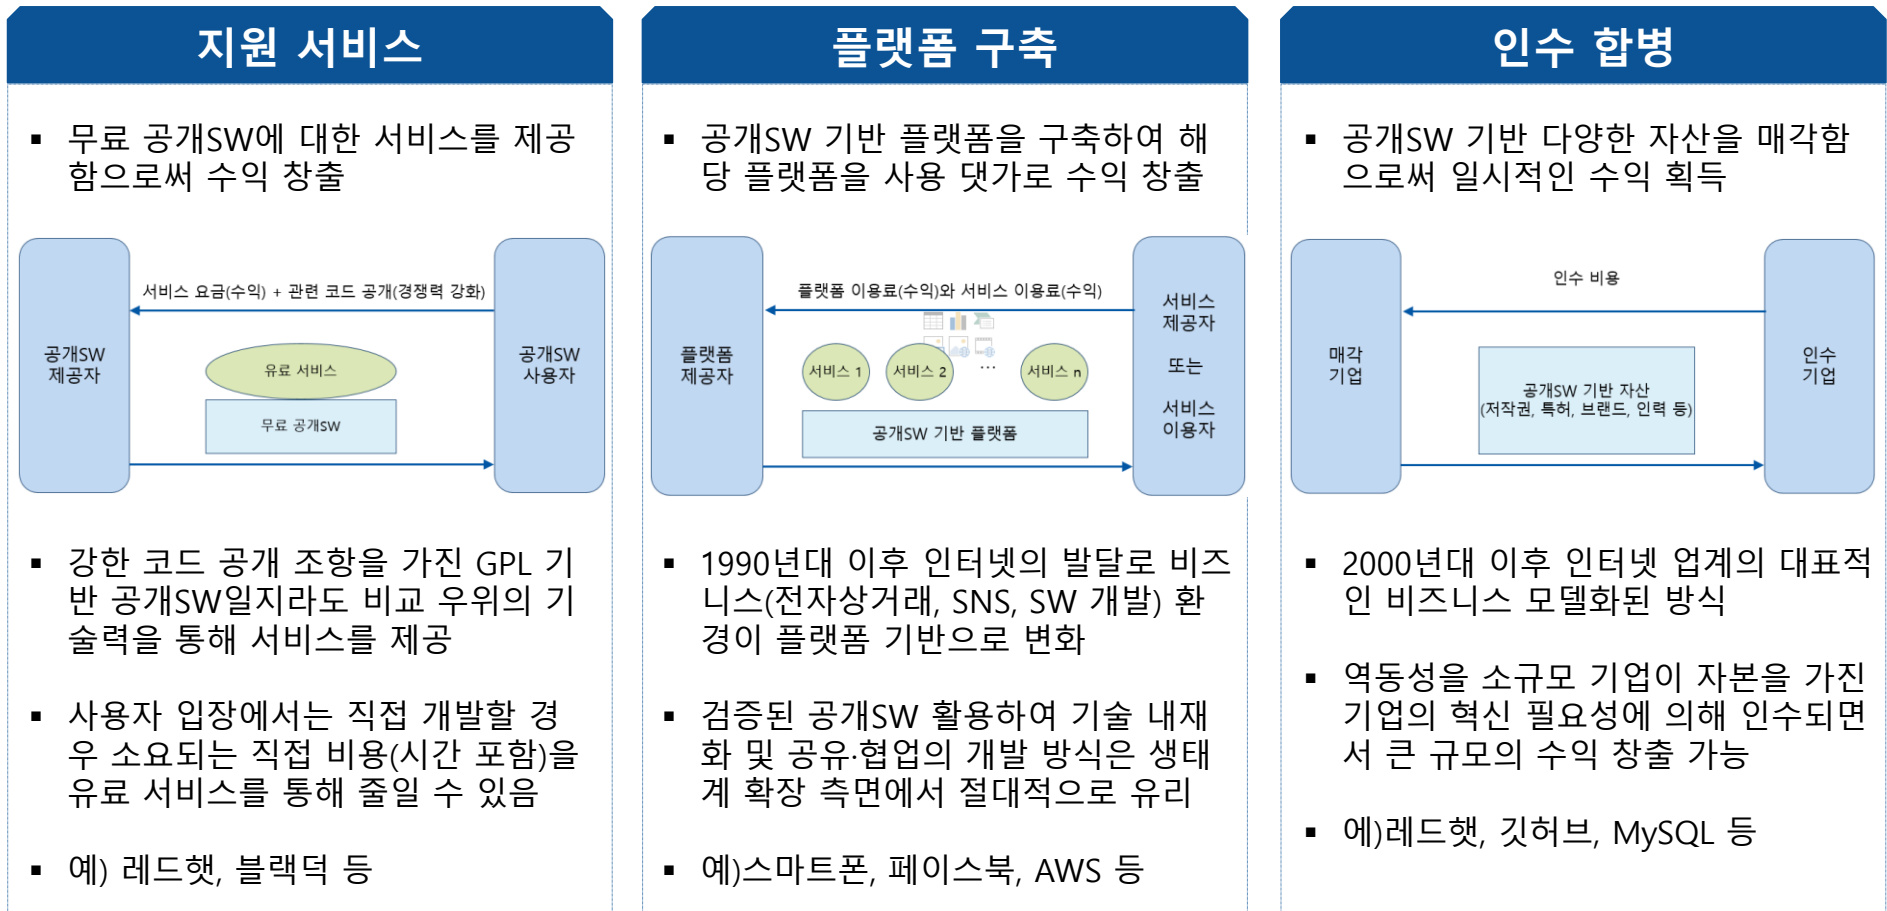 지원 서비스
▪ 무료 공개SW에 대한 서비스를 제공
함으로써 수익 창출
서비스 요금(수익) + 관련 코드 공개(경쟁력 강화)
공개SW
제공자
유료 서비스
무료 공개SW
공개SW
사용자
▪ 강한 코드 공개 조항을 가진 GPL 기
반 공개SW일지라도 비교 우위의 기
술력을 통해 서비스를 제공
▪ 사용자 입장에서는 직접 개발할 경
우 소요되는 직접 비용(시간 포함)을
유료 서비스를 통해 줄일 수 있음
▪ 예) 레드햇, 블랙덕 등
플랫폼 구축
▪ 공개SW 기반 플랫폼을 구축하여 해
당 플랫폼을 사용 댓가로 수익 창출
플랫폼 이용료(수익)와 서비스 이용료(수익)
플랫폼
제공자
서비스 1
서비스 2
...
서비스 n
공개SW 기반 플랫폼
서비스
제공자
또는
서비스
이용자
▪ 1990년대 이후 인터넷의 발달로 비즈
니스(전자상거래, SNS, SW 개발) 환
경이 플랫폼 기반으로 변화
▪ 검증된 공개SW 활용하여 기술 내재
화 및 공유·협업의 개발 방식은 생태
계 확장 측면에서 절대적으로 유리
▪ 예)스마트폰, 페이스북, AWS 등
인수 합병
▪ 공개SW 기반 다양한 자산을 매각함
으로써 일시적인 수익 획득
인수 비용
매각
기업
공개SW 기반 자산
(저작권, 특허, 브랜드, 인력 등)
인수
기업
▪ 2000년대 이후 인터넷 업계의 대표적
인 비즈니스 모델화된 방식
▪ 역동성을 소규모 기업이 자본을 가진
기업의 혁신 필요성에 의해 인수되면
서 큰 규모의 수익 창출 가능
▪ 에)레드햇, 깃허브, MySQL 등